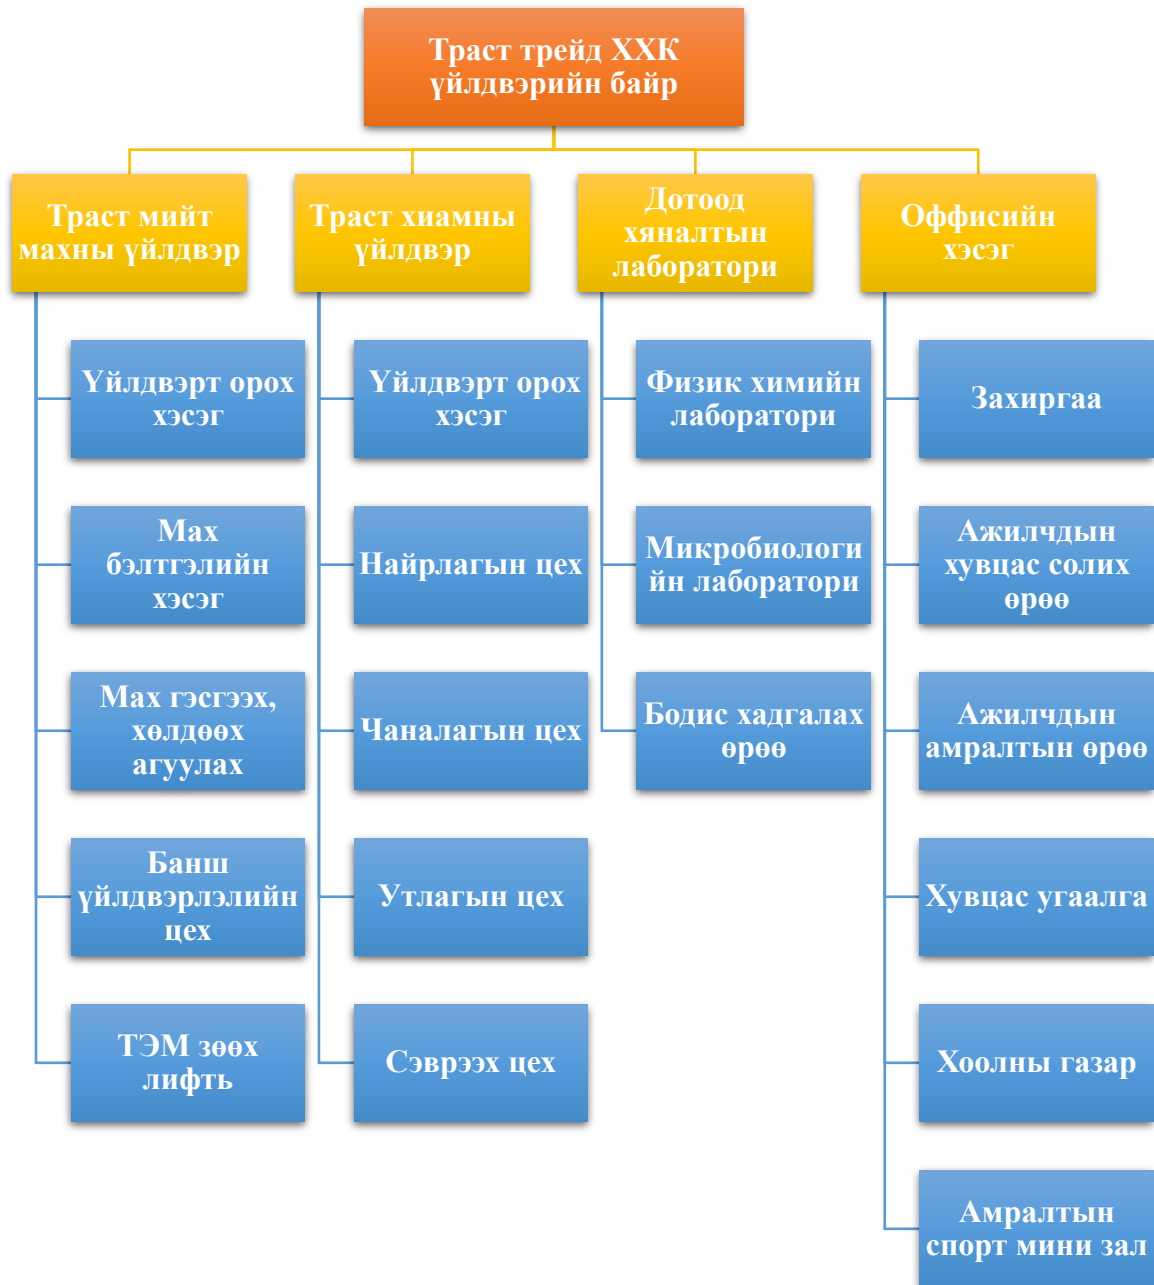 Траст трейд ХХК
үйлдвэрийн байр
Траст мийт
махны үйлдвэр
Үйлдвэрт орох
хэсэг
Мах
бэлтгэлийн
хэсэг
Мах гэсгээх,
хөлдөөх
агуулах
Банш
үйлдвэрлэлийн
цех
ТЭМ зөөх
лифть
Траст хиамны
үйлдвэр
Үйлдвэрт орох
хэсэг
Найрлагын цех
Чаналагын цех
Утлагын цех
Сэврээх цех
Дотоод
хяналтын
лаборатори
Физик химийн
лаборатори
Микробиологи
йн лаборатори
Бодис хадгалах
өрөө
Оффисийн
хэсэг
Захиргаа
Ажилчдын
хувцас солих
өрөө
Ажилчдын
амралтын өрөө
Хувцас угаалга
Хоолны газар
Амралтын
спорт мини зал